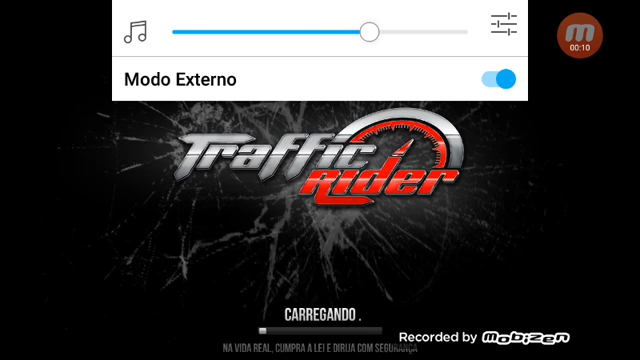 00:10
Modo Externo
Traffic
Rider
CARREGANDO .
Recorded by MOBIZEN
NA VIDA REAL, CUMPRA A LEI E DIRIJA COM SEGURANÇA